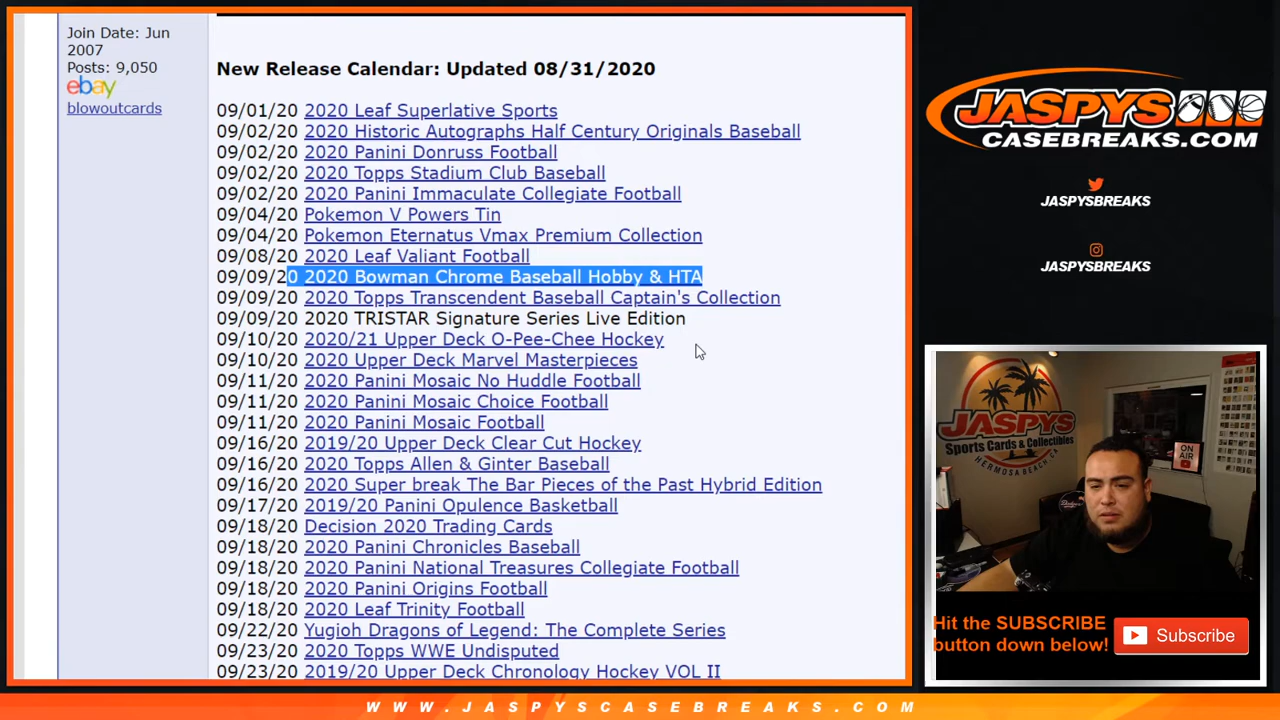 Join Date: Jun
2007
Posts: 9,050
ebay
blowoutcards
New Release Calendar: Updated 08/31/2020
09/01/20 2020 Leaf Superlative Sports
09/02/20 2020 Historic Autographs Half Century Originals Baseball
09/02/20 2020 Panini Donruss Football
09/02/20 2020 Topps Stadium Club Baseball
09/02/20 2020 Panini Immaculate Collegiate Football
09/04/20 Pokemon V Powers Tin
09/04/20 Pokemon Eternatus Vmax Premium Collection
09/08/20 2020 Leaf Valiant Football
09/09/20 2020 Bowman Chrome Baseball Hobby & HTA
09/09/20 2020 Topps Transcendent Baseball Captain's Collection
09/09/20 2020 TRISTAR Signature Series Live Edition
09/10/20 2020/21 Upper Deck O-Pee-Chee Hockey
09/10/20 2020 Upper Deck Marvel Masterpieces
09/11/20 2020 Panini Mosaic No Huddle Football
09/11/20 2020 Panini Mosaic Choice Football
09/11/20 2020 Panini Mosaic Football
09/16/20 2019/20 Upper Deck Clear Cut Hockey
09/16/20 2020 Topps Allen & Ginter Baseball
09/16/20 2020 Super break The Bar Pieces of the Past Hybrid Edition
09/17/20 2019/20 Panini Opulence Basketball
09/18/20 Decision 2020 Trading Cards
09/18/20 2020 Panini Chronicles Baseball
09/18/20 2020 Panini National Treasures Collegiate Football
09/18/20 2020 Panini Origins Football
09/18/20 2020 Leaf Trinity Football
09/22/20 Yugioh Dragons of Legend: The Complete Series
09/23/20 2020 Topps WWE Undisputed
09/23/20 2019/20 Upper Deck Chronology Hockey VOL II
JASPYS
CASEBREAKS.COM
JASPYSBREAKS
JASPYSBREAKS
JASPYS
Sports Cards & Collectibles
HERMOSA BEACH, CA
ON
AIR
Hit the SUBSCRIBE
button down below!
Subscribe
WWW.JASPYSCASEBREAKS.COM